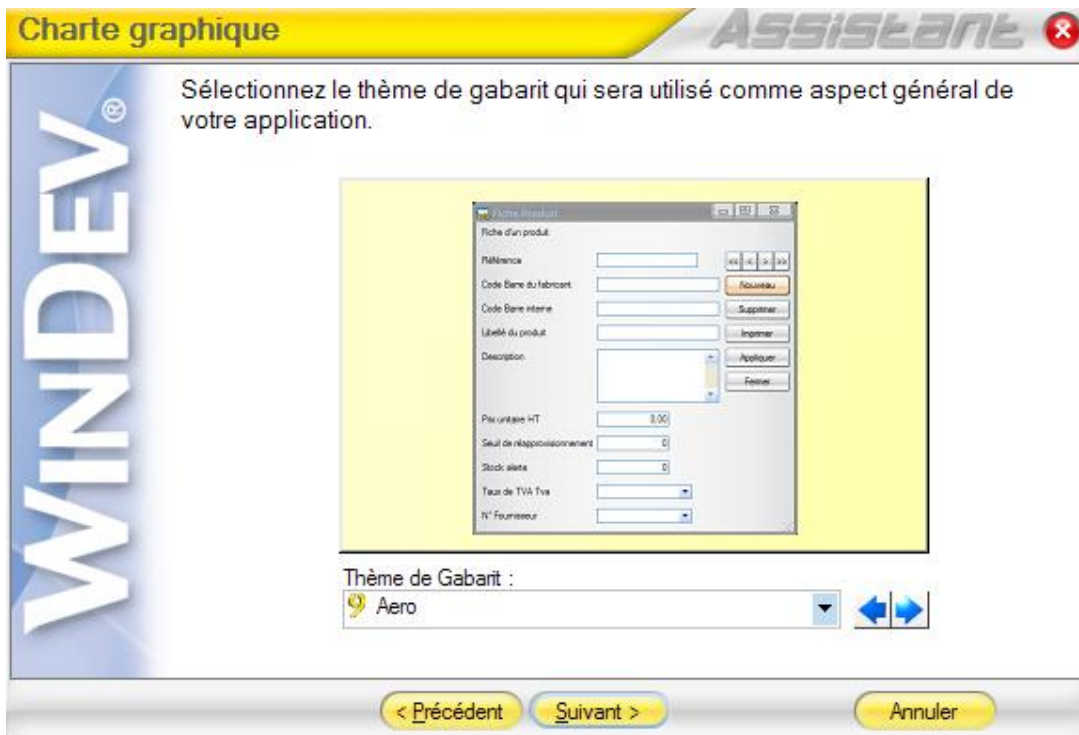 Charte graphique
Assistant
WINDEV®
Sélectionnez le thème de gabarit qui sera utilisé comme aspect général de
votre application.
Fiche Produit
Fiche d'un produit
Référence
<< < > >>
Code Barre du fabricant
Nouveau
Code Barre interne
Supprimer
Libellé du produit
Imprimer
Description
Appliquer
Fermer
Prix unitaire HT
0.00
Seuil de réapprovisionnement
0
Stock alerte
0
Taux de TVA Tva
N° Fournisseur
Thème de Gabarit :
9 Aero
< Précédent
Suivant >
Annuler